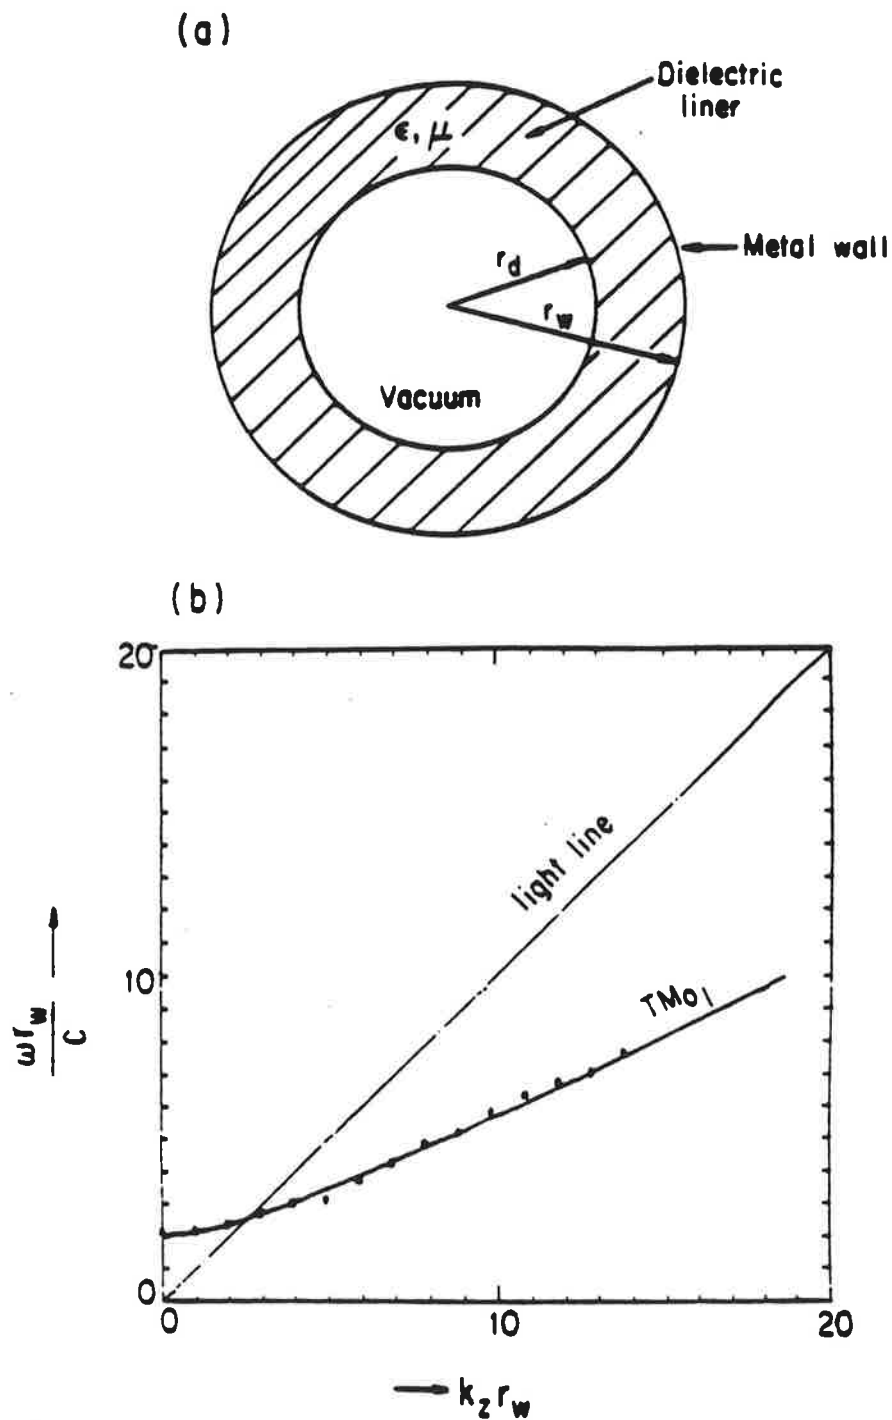 (a)
Dielectric
liner
ϵ, μ
Metal wall
r_d
r_w
Vacuum
(b)
20
light line
10
TM₀₁
ωr_w
C
0
0 10 20
k_z r_w